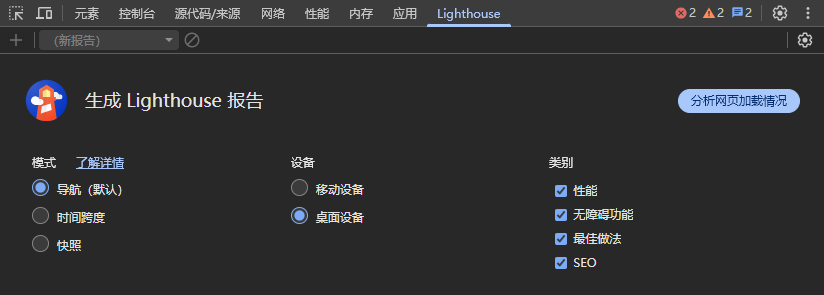 元素 控制台 源代码/来源 网络 性能 内存 应用 Lighthouse 2 2 2
(新报告)
生成 Lighthouse 报告 分析网页加载情况
模式 了解详情 设备 类别
导航（默认） 移动设备 性能
时间跨度 桌面设备 无障碍功能
快照 最佳做法
SEO